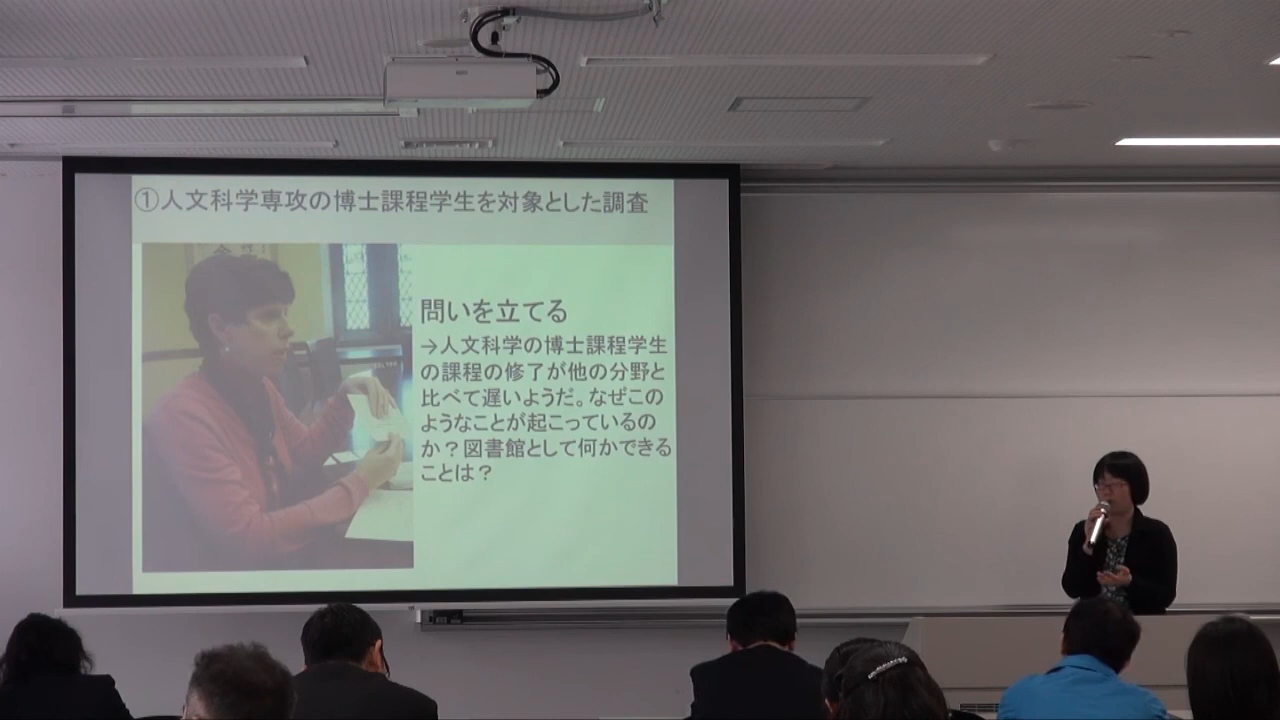 ①人文科学専攻の博士課程学生を対象とした調査
問いを立てる
→人文科学の博士課程学生
の課程の修了が他の分野と
比べて遅いようだ。なぜこの
ようなことが起こっているの
か？図書館として何かできる
ことは？